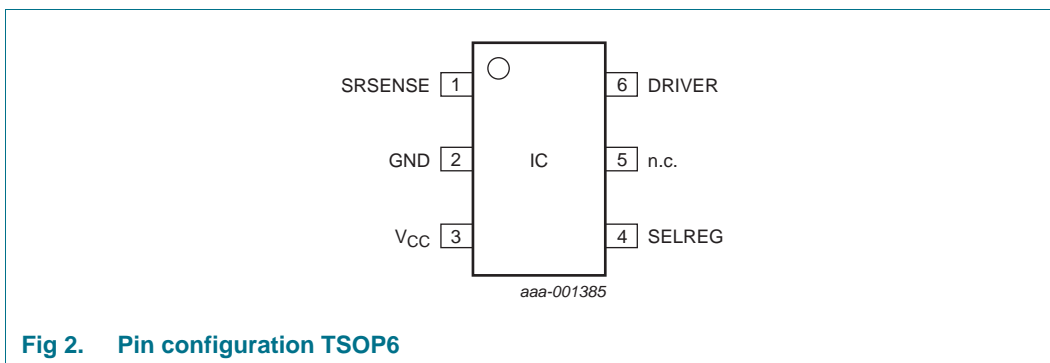 SRSENSE 1 6 DRIVER
GND 2 IC 5 n.c.
VCC 3 4 SELREG
aaa-001385
Fig 2. Pin configuration TSOP6